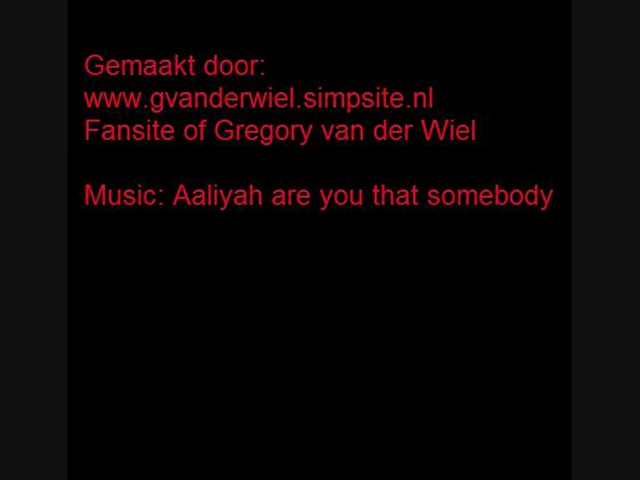 Gemaakt door:
www.gvanderwiel.simpsite.nl
Fansite of Gregory van der Wiel
Music: Aaliyah are you that somebody